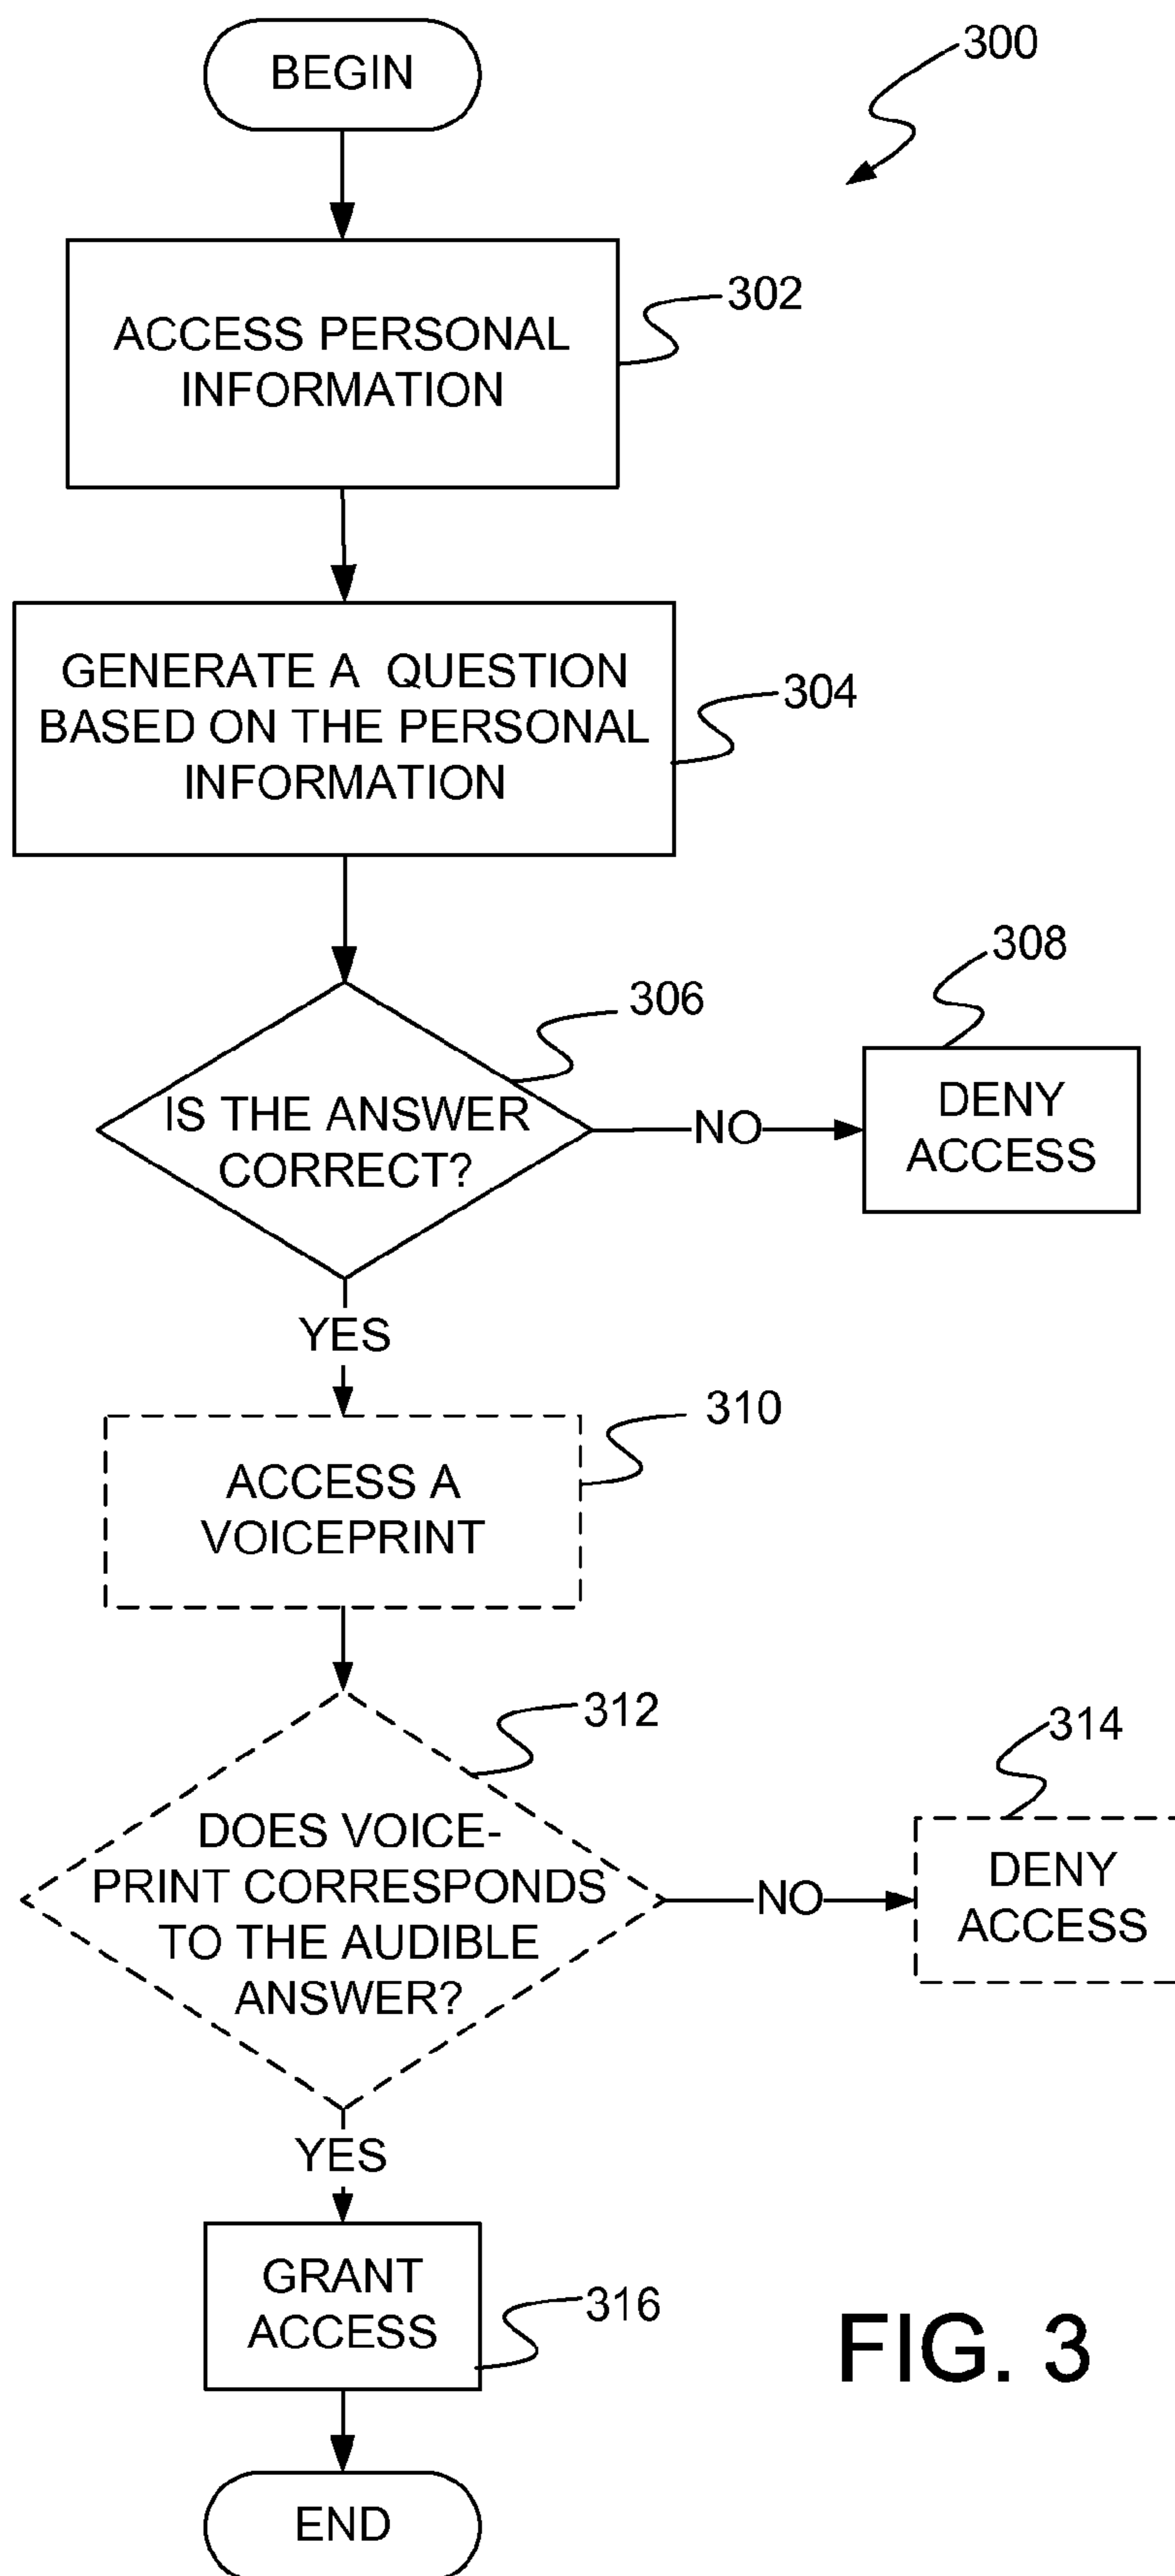 BEGIN
300
302
ACCESS PERSONAL
INFORMATION
304
GENERATE A QUESTION
BASED ON THE PERSONAL
INFORMATION
308
306
IS THE ANSWER
CORRECT?
NO
DENY
ACCESS
YES
310
ACCESS A
VOICEPRINT
312
314
DOES VOICE-
PRINT CORRESPONDS
TO THE AUDIBLE
ANSWER?
NO
DENY
ACCESS
YES
GRANT
ACCESS
316
FIG. 3
END